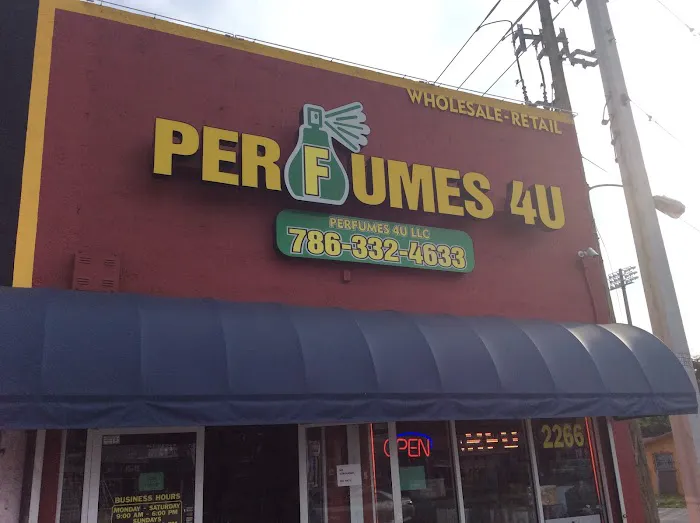 WHOLESALE-RETAIL
PERFUMES 4U
PERFUMES 4U LLC
786-332-4633
OPEN
2266
BUSINESS HOURS
MONDAY - SATURDAY
9:00 AM - 6:00 PM
SUNDAYS